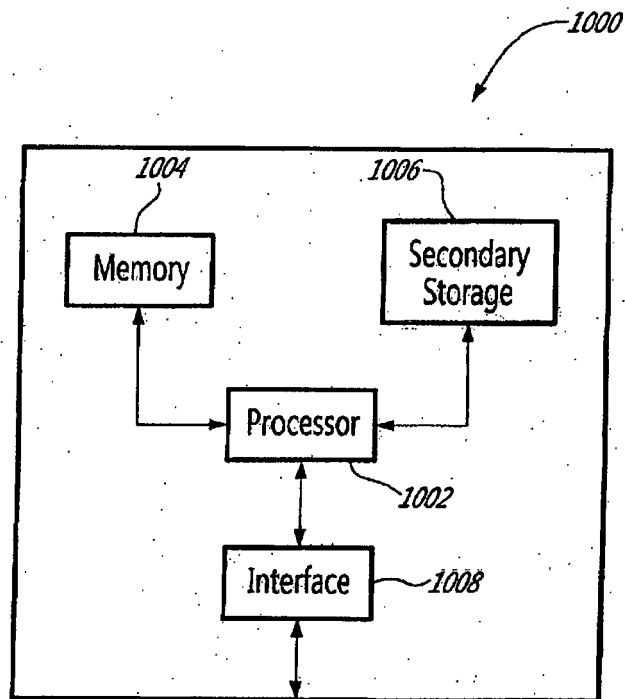 1000
1004
1006
Memory
Secondary
Storage
Processor
1002
Interface
1008